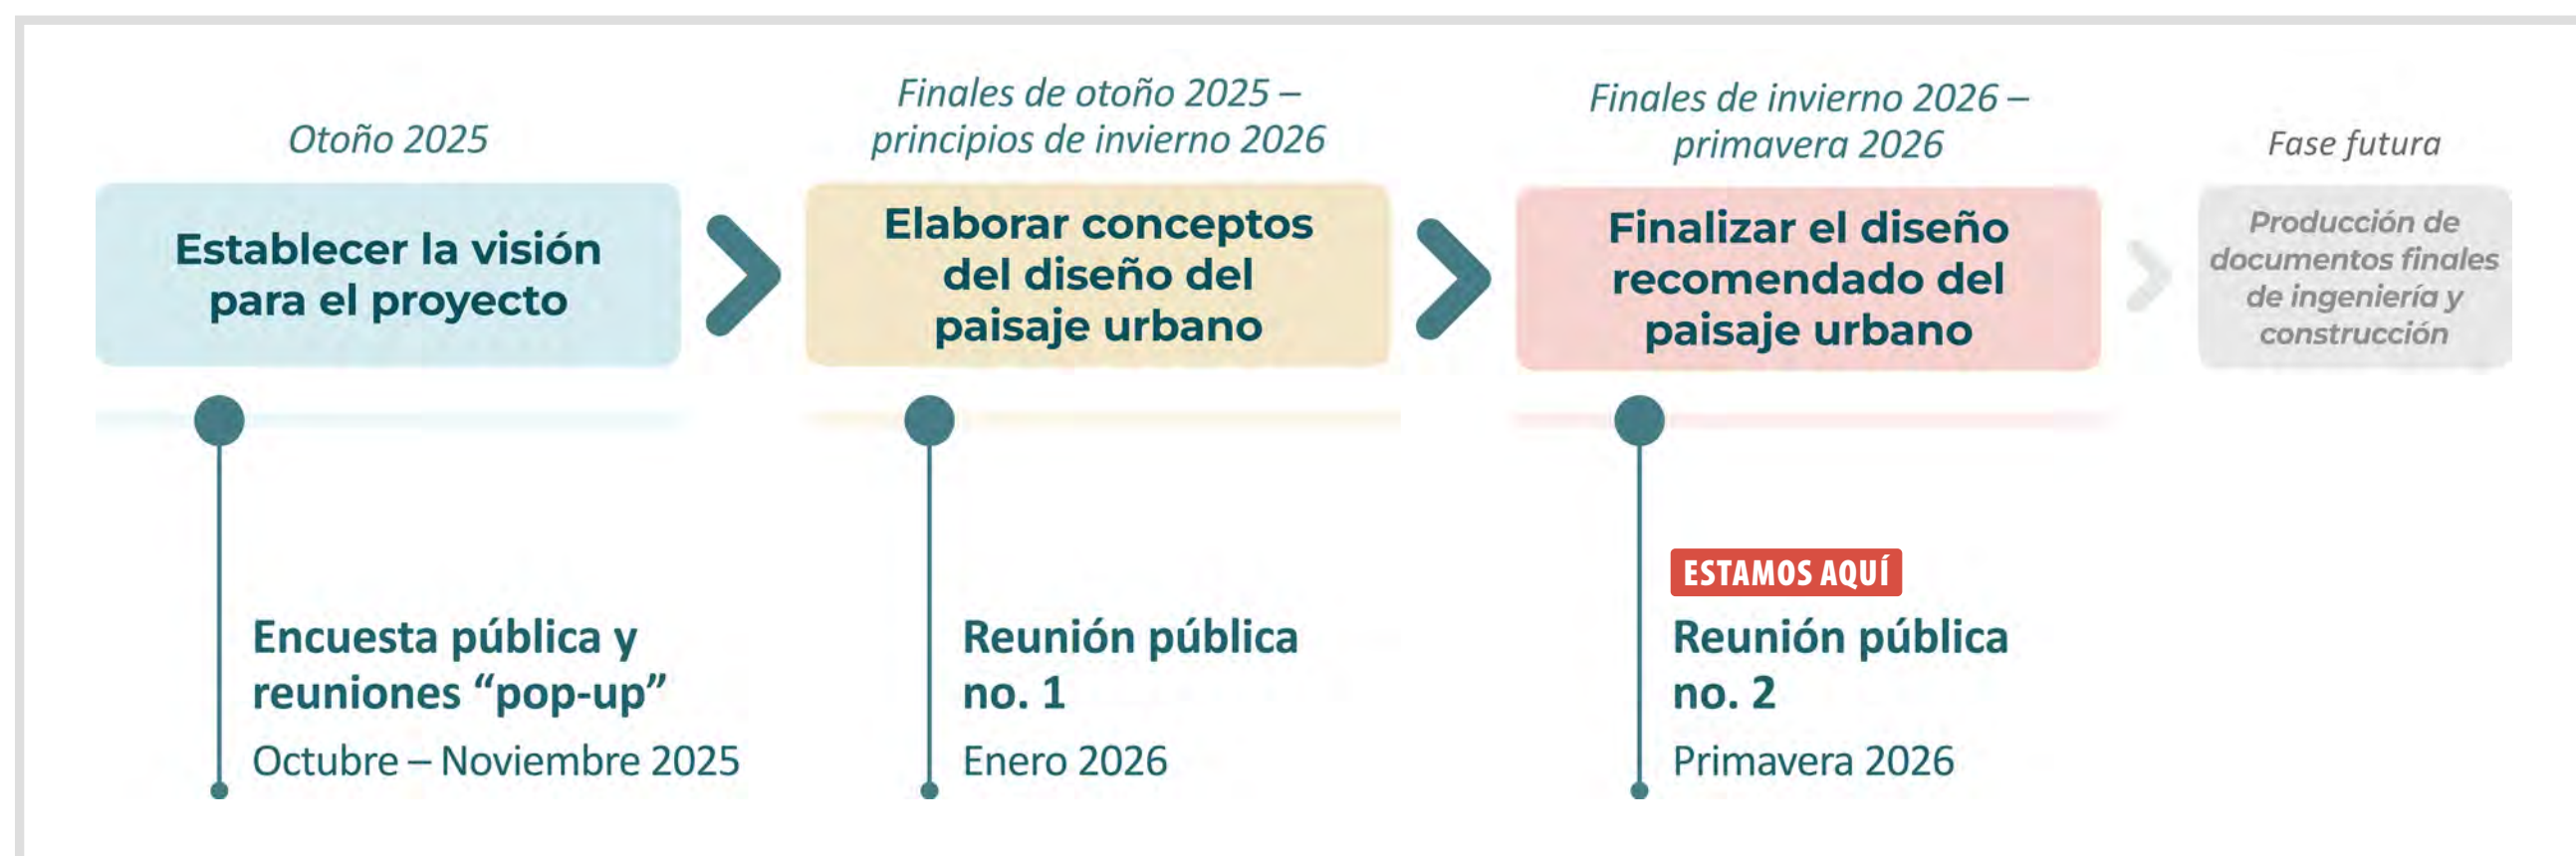 Otoño 2025
Establecer la visión
para el proyecto
Encuesta pública y
reuniones “pop-up”
Octubre – Noviembre 2025
Finales de otoño 2025 –
principios de invierno 2026
Elaborar conceptos
del diseño del
paisaje urbano
Reunión pública
no. 1
Enero 2026
Finales de invierno 2026 –
primavera 2026
Finalizar el diseño
recomendado del
paisaje urbano
ESTAMOS AQUÍ
Reunión pública
no. 2
Primavera 2026
Fase futura
Producción de
documentos finales
de ingeniería y
construcción